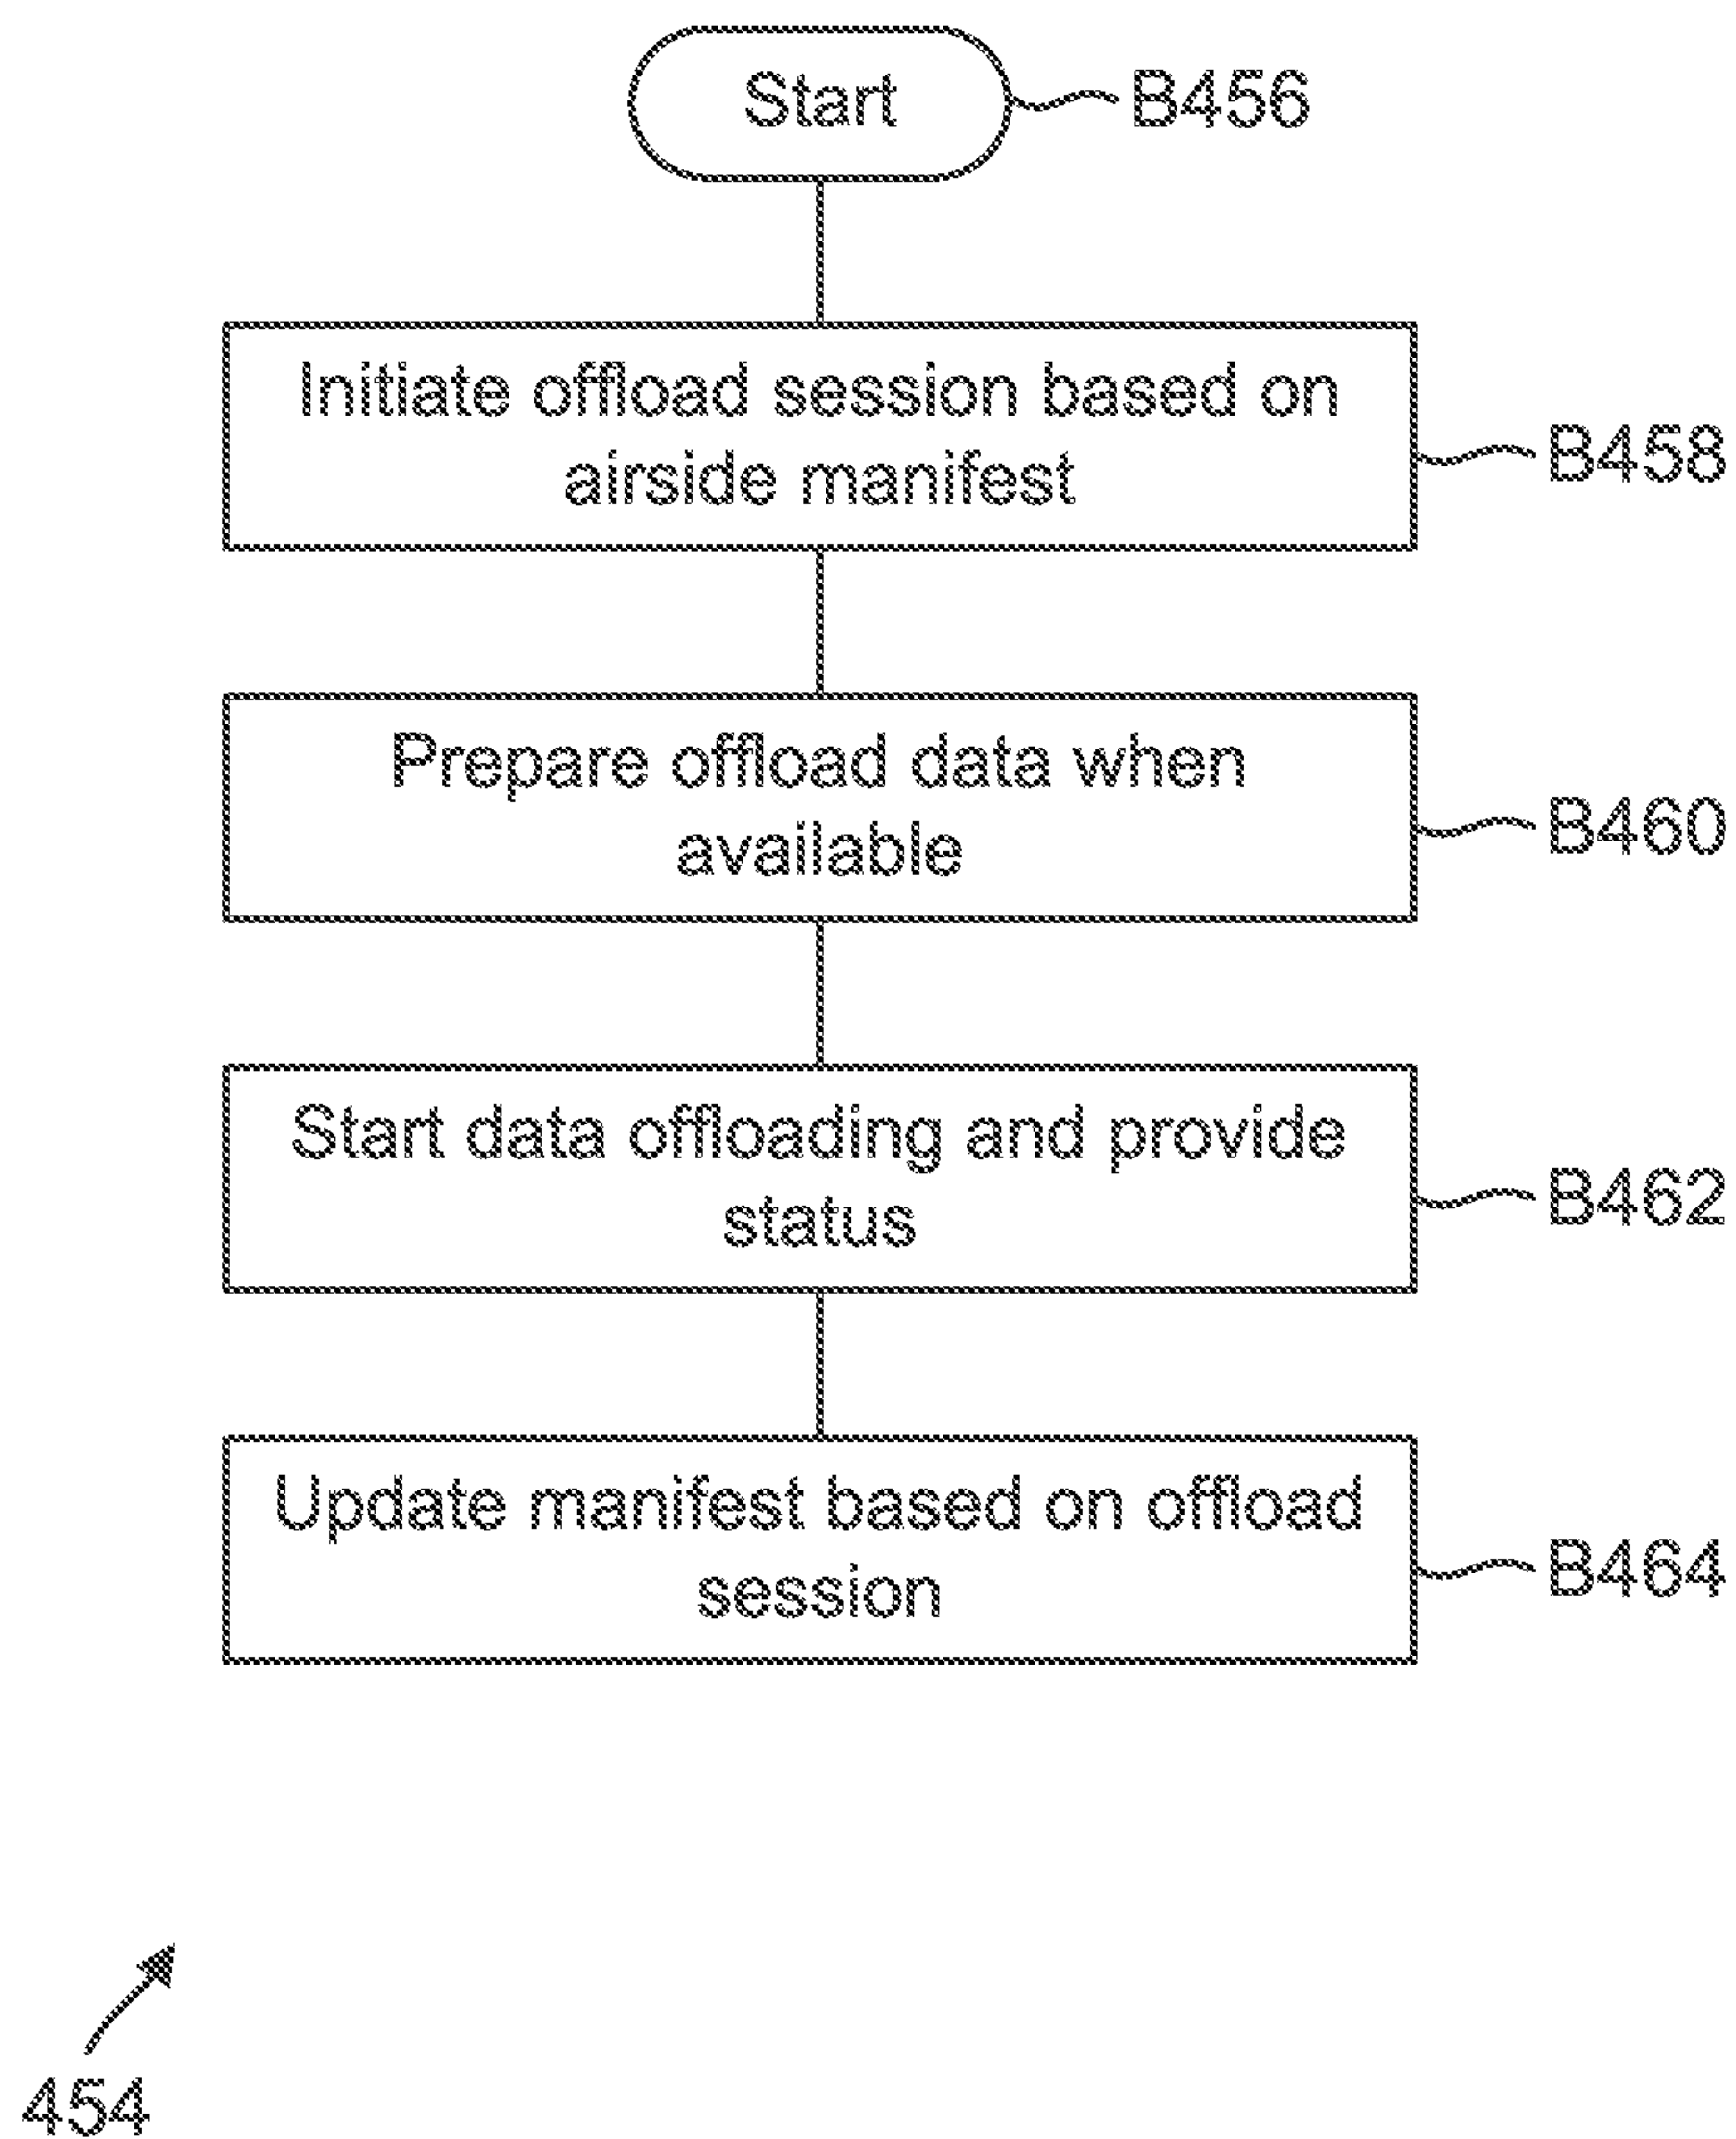 Start
B456
Initiate offload session based on
airside manifest
B458
Prepare offload data when
available
B460
Start data offloading and provide
status
B462
Update manifest based on offload
session
B464
454